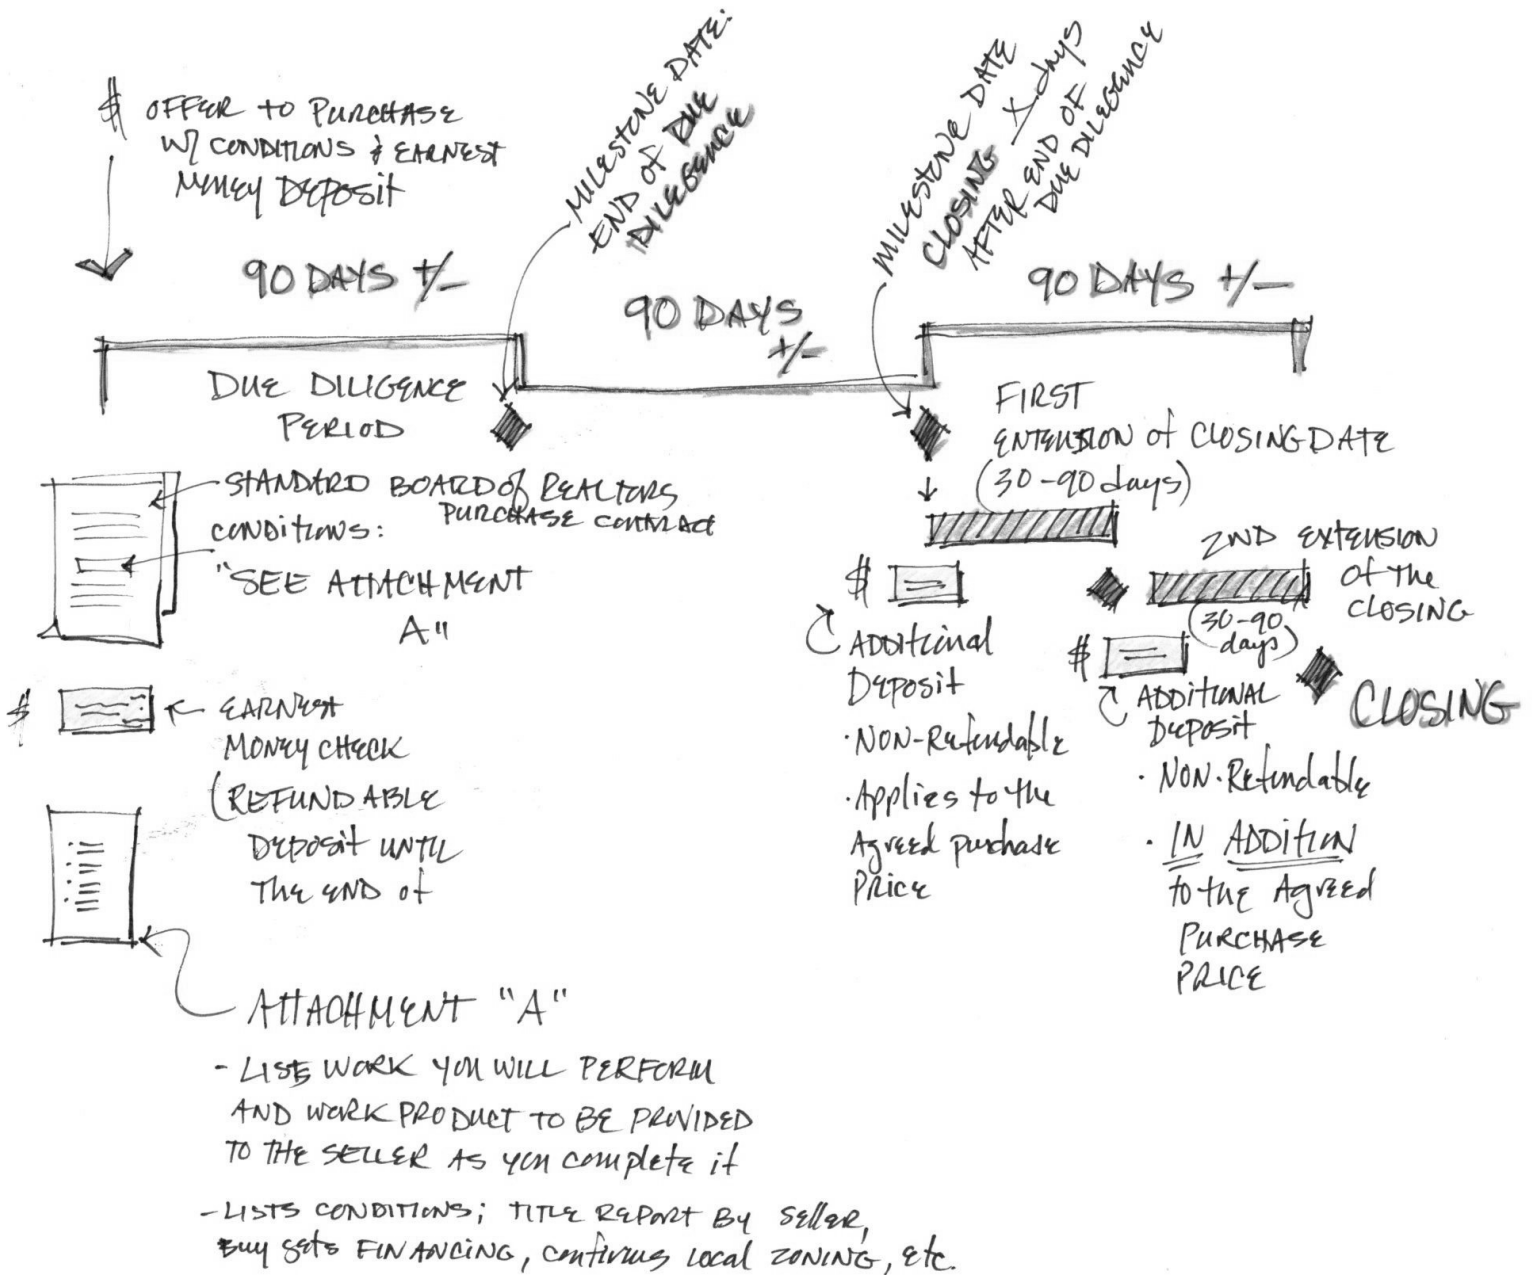 $ OFFER TO PURCHASE
W/ CONDITIONS & EARNEST
MONEY DEPOSIT
MILESTONE DATE:
END OF DUE
DILEGENCE
MILESTONE DATE
CLOSING X days
AFTER END OF
DUE DILEGENCE
90 DAYS +/-
90 DAYS
+/-
90 DAYS +/-
DUE DILIGENCE
PERIOD
STANDARD BOARD of REALTORS
PURCHASE CONTRACT
CONDITIONS:
"SEE ATTACHMENT
A"
$
EARNEST
MONEY CHECK
(REFUNDABLE
DEPOSIT UNTIL
THE END of
ATTACHMENT "A"
- LISTS WORK YOU WILL PERFORM
AND WORK PRODUCT TO BE PROVIDED
TO THE SELLER AS YOU COMPLETE it
- LISTS CONDITIONS; TITLE REPORT BY SELLER,
BUY GETS FINANCING, CONFIRMS LOCAL ZONING, Etc.
FIRST
EXTENSION of CLOSING DATE
(30-90 days)
$
ADDITIONAL
DEPOSIT
· NON-Refundable
· Applies to the
Agreed purchase
PRICE
2ND EXTENSION
of the
CLOSING
(30-90
days)
$
ADDITIONAL
DEPOSIT
· NON-Refundable
· IN ADDITION
to the Agreed
PURCHASE
PRICE
CLOSING